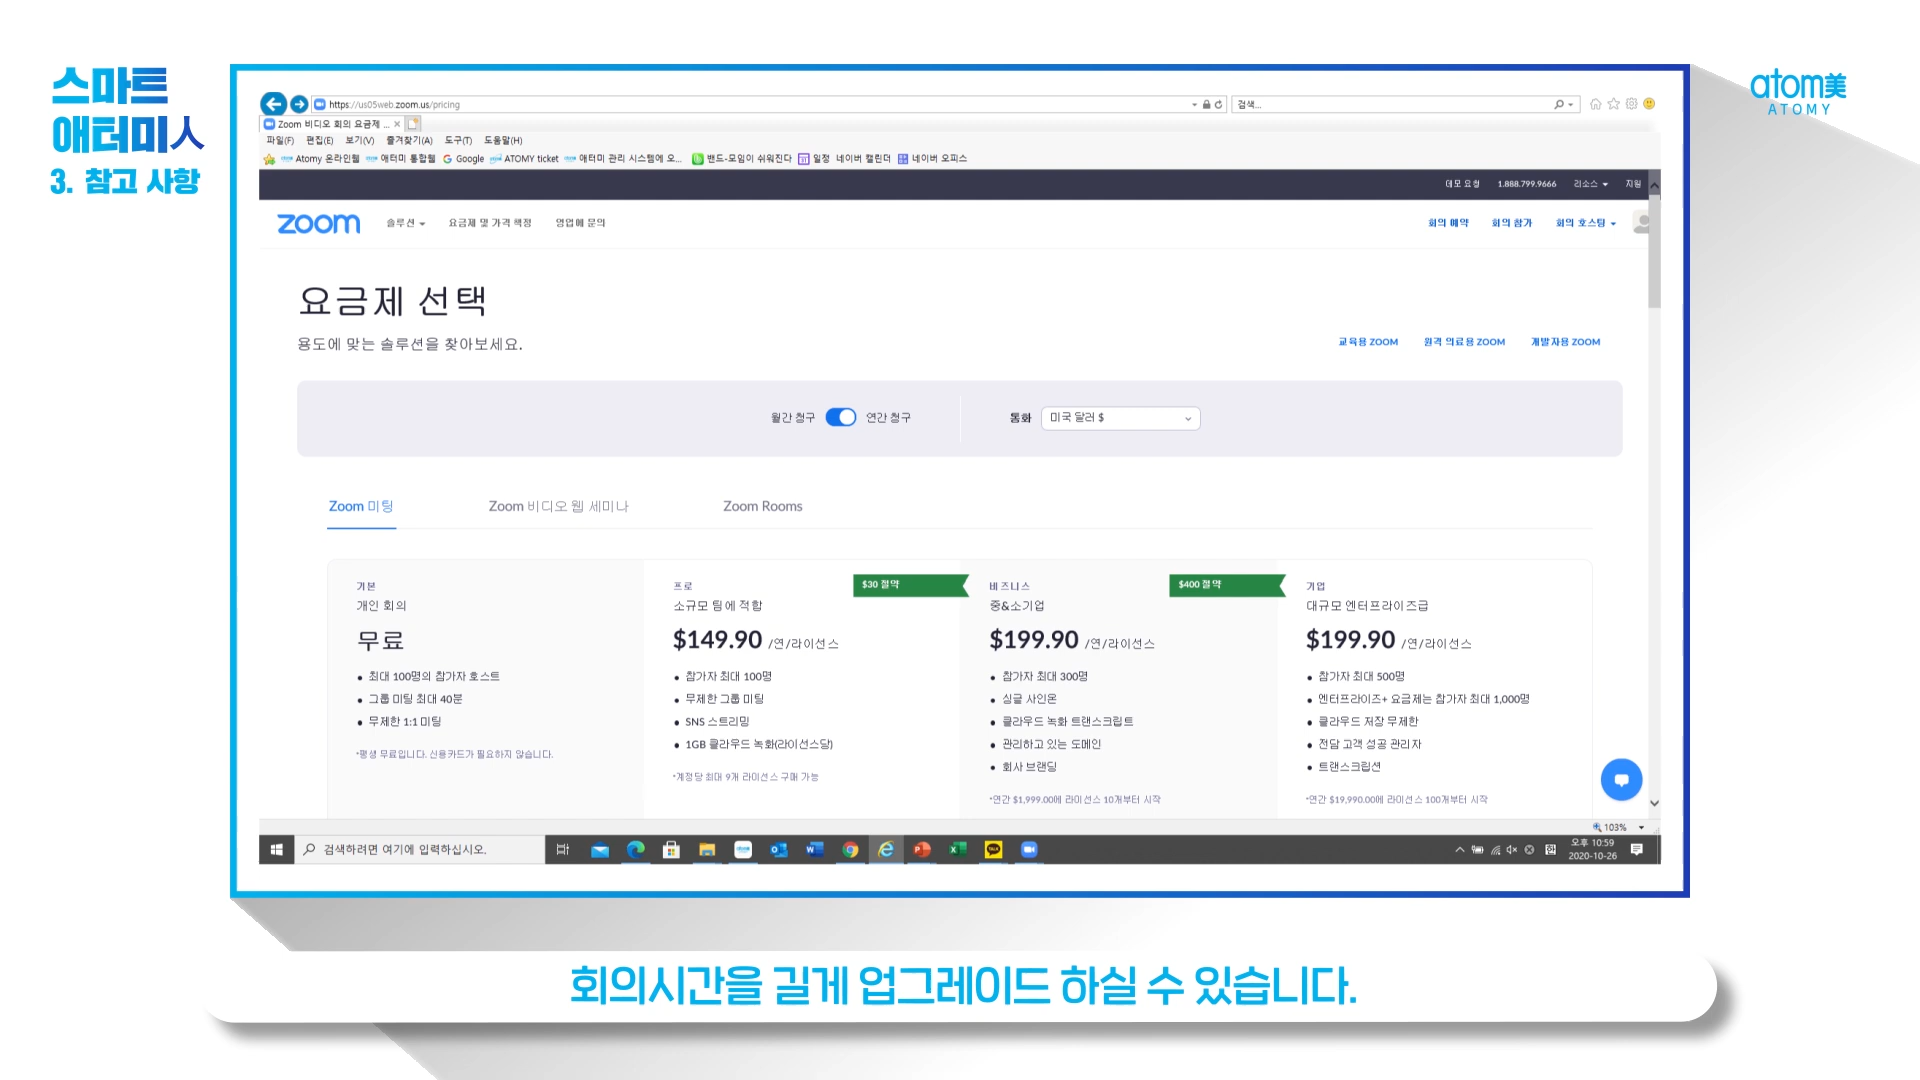 스마트
애터미人
3. 참고 사항
atom美
ATOMY
https://us05web.zoom.us/pricing
검색...
Zoom 비디오 회의 요금제 ...
파일(F) 편집(E) 보기(V) 즐겨찾기(A) 도구(T) 도움말(H)
Atomy 온라인웰 애터미 통합웰 Google ATOMY ticket 애터미 관리 시스템에 오... 밴드-모임이 쉬워진다 일정 네이버 캘린더 네이버 오피스
데모 요청 1.888.799.9666 리소스 지원
zoom 솔루션 요금제 및 가격 책정 영업에 문의 회의 예약 회의 참가 회의 호스팅
요금제 선택
용도에 맞는 솔루션을 찾아보세요.
교육용 ZOOM 원격 의료용 ZOOM 개발자용 ZOOM
월간 청구 연간 청구 통화 미국 달러 $
Zoom 미팅 Zoom 비디오 웹 세미나 Zoom Rooms
기본
개인 회의
무료
• 최대 100명의 참가자 호스트
• 그룹 미팅 최대 40분
• 무제한 1:1 미팅
*평생 무료입니다. 신용카드가 필요하지 않습니다.
프로
$30 절약
소규모 팀에 적합
$149.90 /연/라이선스
• 참가자 최대 100명
• 무제한 그룹 미팅
• SNS 스트리밍
• 1GB 클라우드 녹화(라이선스당)
*계정당 최대 9개 라이선스 구매 가능
비즈니스
$400 절약
중&소기업
$199.90 /연/라이선스
• 참가자 최대 300명
• 싱글 사인온
• 클라우드 녹화 트랜스크립트
• 관리하고 있는 도메인
• 회사 브랜딩
*연간 $1,999.00에 라이선스 10개부터 시작
기업
대규모 엔터프라이즈급
$199.90 /연/라이선스
• 참가자 최대 500명
• 엔터프라이즈+ 요금제는 참가자 최대 1,000명
• 클라우드 저장 무제한
• 전담 고객 성공 관리자
• 트랜스크립션
*연간 $19,990.00에 라이선스 100개부터 시작
103%
검색하려면 여기에 입력하십시오.
오후 10:59
2020-10-26
회의시간을 길게 업그레이드 하실 수 있습니다.